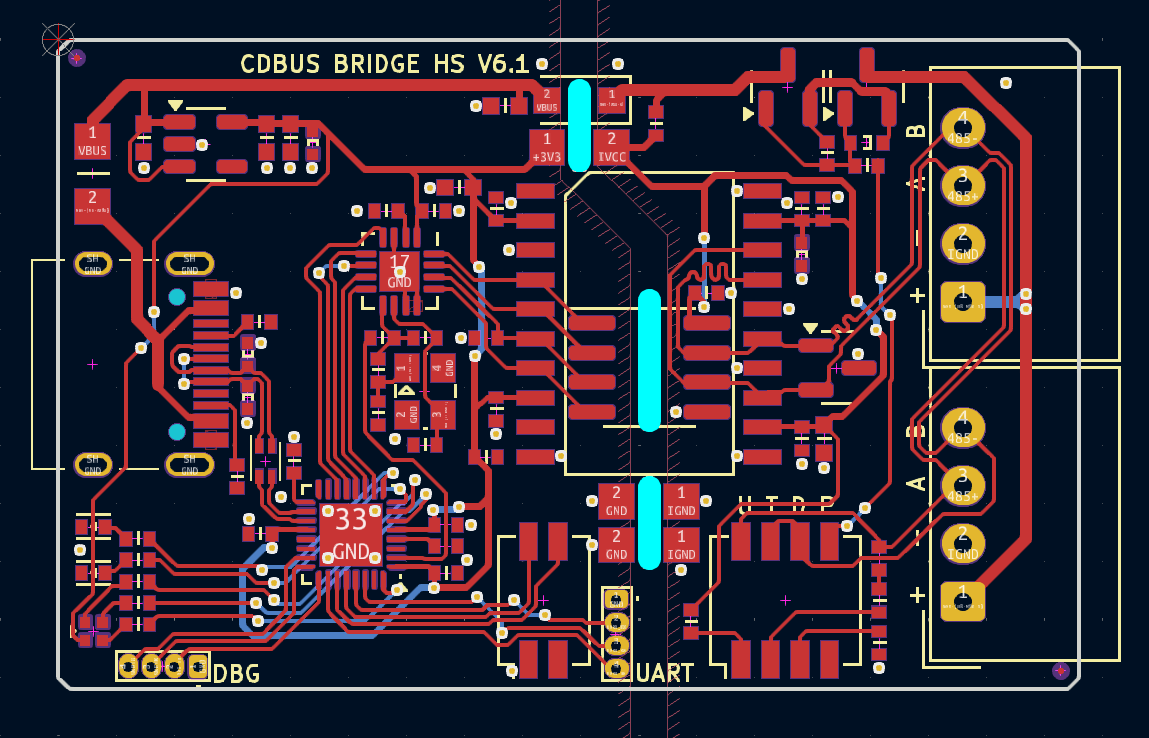 CDBUS BRIDGE HS V6.1
2
VBUS
1
1
+3V3
2
IVCC
1
VBUS
2
B
A
-
+
4
485-
3
485+
2
IGND
1
SH
GND
SH
GND
17
GND
1
4
GND
2
GND
3
SH
GND
SH
GND
B
A
-
+
4
485-
3
485+
2
IGND
1
33
GND
2
GND
1
IGND
2
GND
1
IGND
DBG
UART